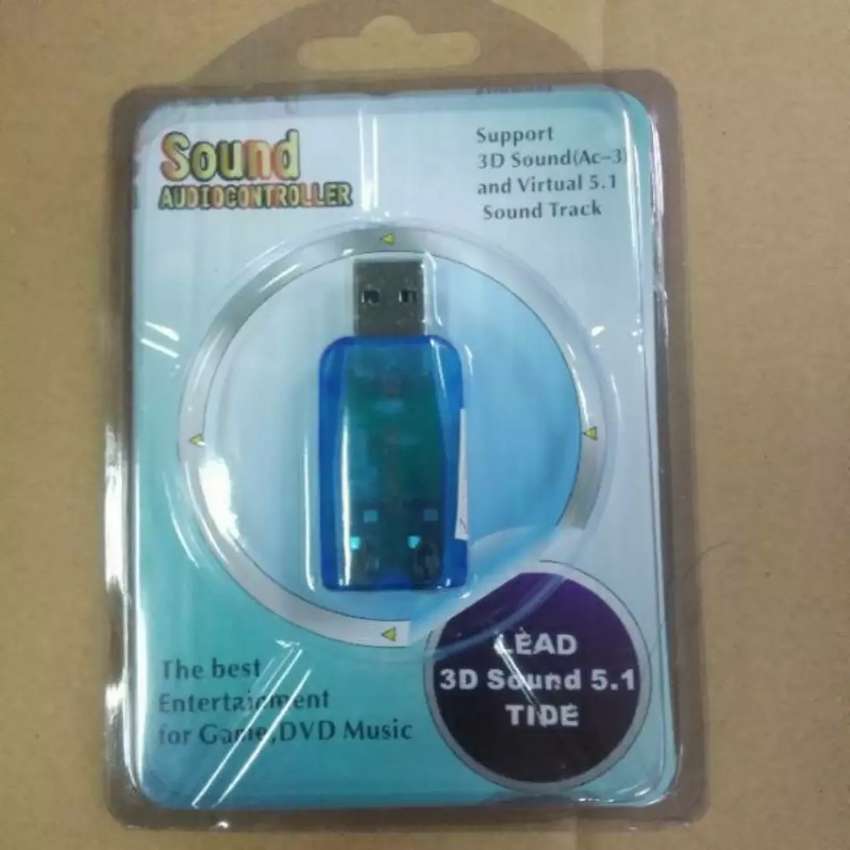 Sound
AUDIOCONTROLLER
Support
3D Sound(Ac-3)
and Virtual 5.1
Sound Track
The best
Entertainment
for Game,DVD Music
LEAD
3D Sound 5.1
TIDE